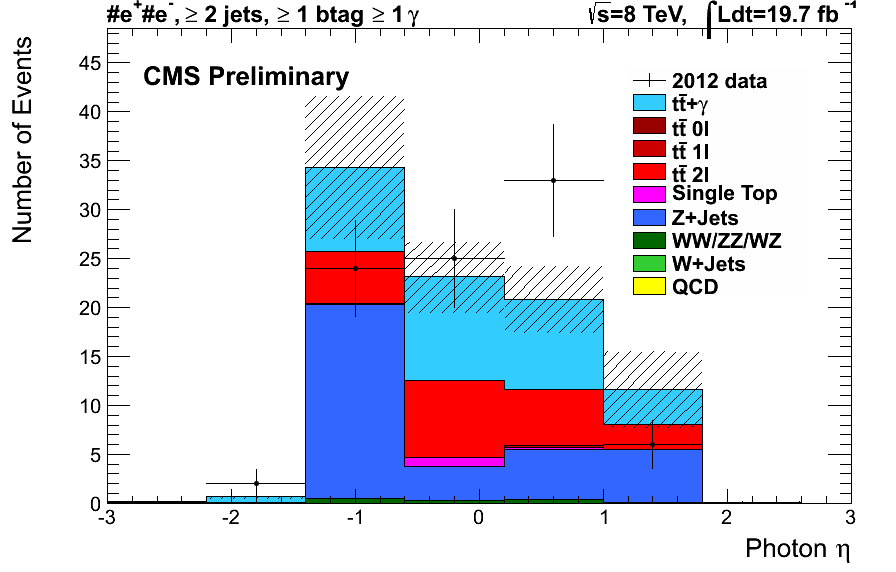 #e⁺#e⁻, ≥ 2 jets, ≥ 1 btag ≥ 1 γ
√s=8 TeV, ∫Ldt=19.7 fb⁻¹
CMS Preliminary
2012 data
tt̄+γ
tt̄ 0l
tt̄ 1l
tt̄ 2l
Single Top
Z+Jets
WW/ZZ/WZ
W+Jets
QCD
Number of Events
45
40
35
30
25
20
15
10
5
0
-3 -2 -1 0 1 2 3
Photon η